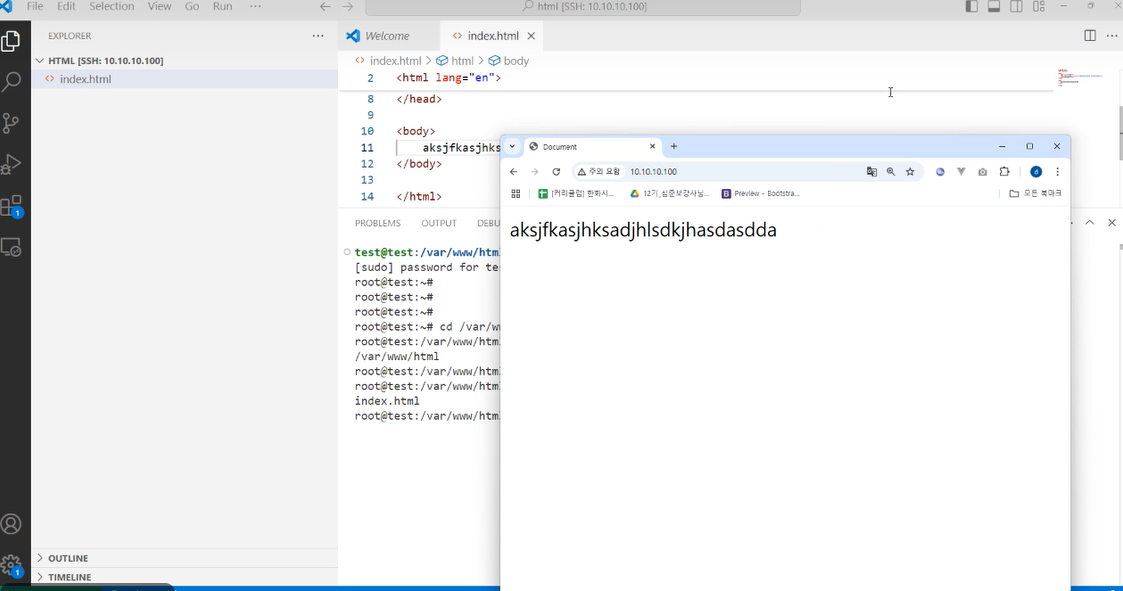 File Edit Selection View Go Run ··· html [SSH: 10.10.10.100]
EXPLORER ···
HTML [SSH: 10.10.10.100]
<> index.html
OUTLINE
TIMELINE
Welcome <> index.html
<> index.html > html > body
2 <html lang="en">
8 </head>
9
10 <body>
11 aksjfkasjhks
12 </body>
13
14 </html>
PROBLEMS OUTPUT DEBU
test@test:/var/www/htm
[sudo] password for te
root@test:~#
root@test:~#
root@test:~#
root@test:~# cd /var/w
root@test:/var/www/htm
/var/www/html
root@test:/var/www/htm
root@test:/var/www/htm
index.html
root@test:/var/www/htm
1
1
Document
주의 요함 10.10.10.100
d
[커리큘럼] 한화시... 12기_심준보강사님... B Preview - Bootstra... 모든 북마크
aksjfkasjhksadjhlsdkjhasdasdda